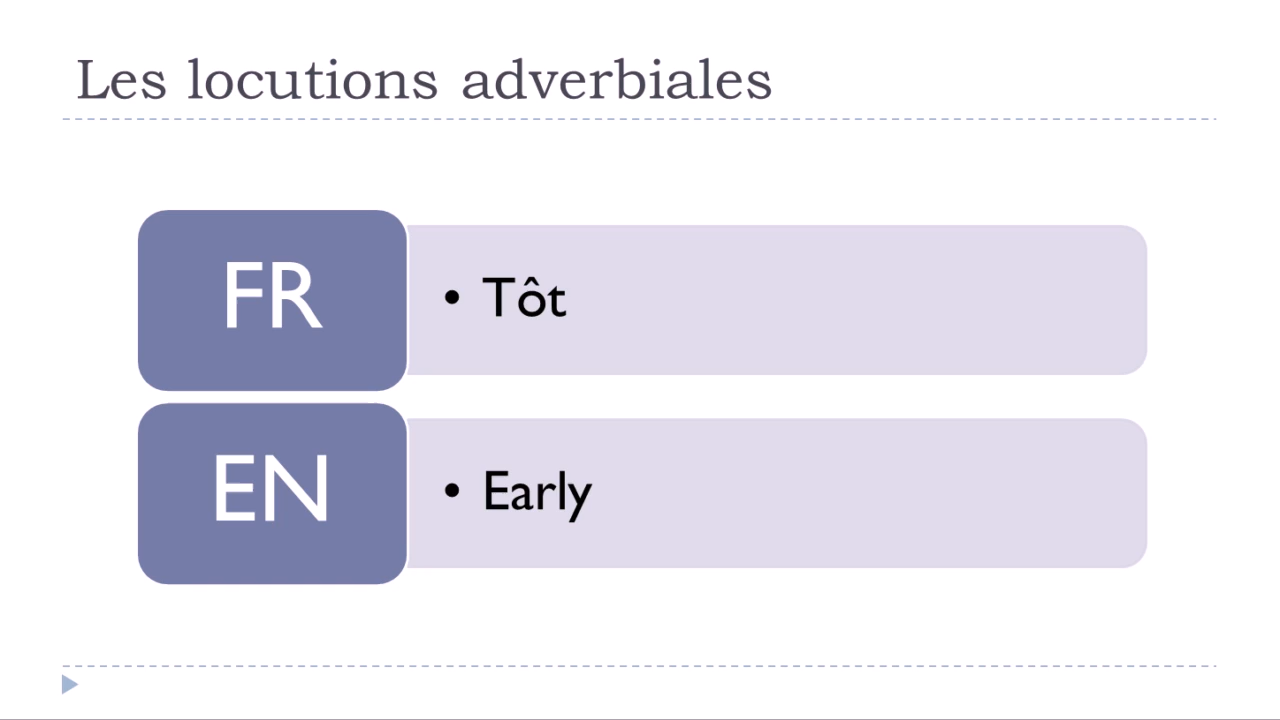 Les locutions adverbiales
FR
• Tôt
EN
• Early